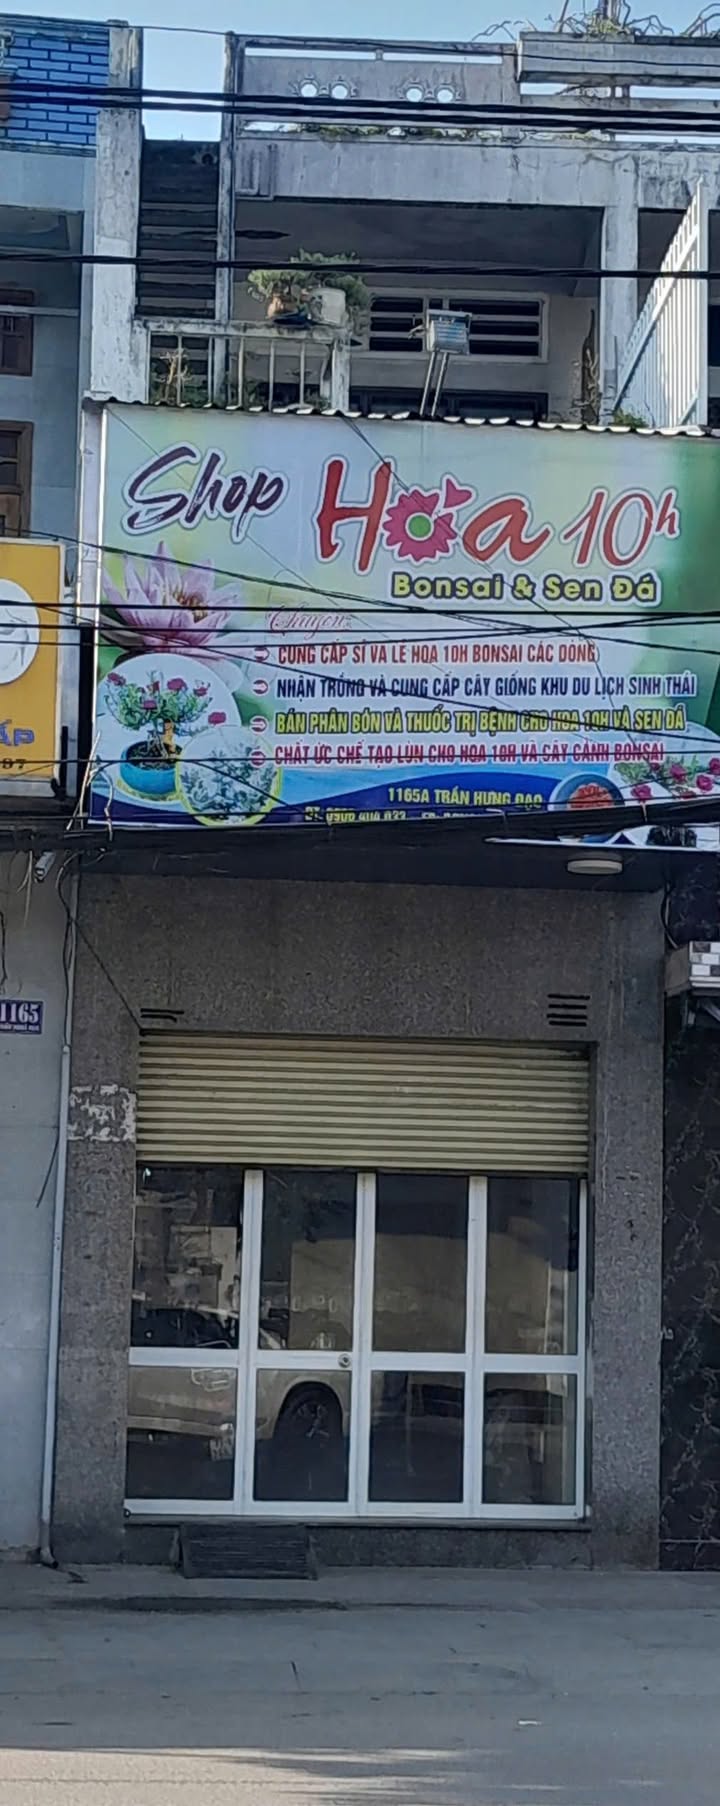 Shop Hoa 10h
Bonsai & Sen Đá
Chuyên:
CUNG CẤP SỈ VÀ LẺ HOA 10H BONSAI CÁC DÒNG
NHẬN TRỒNG VÀ CUNG CẤP CÂY GIỐNG KHU DU LỊCH SINH THÁI
BÁN PHÂN BÓN VÀ THUỐC TRỊ BỆNH CHO HOA 10H VÀ SEN ĐÁ
CHẤT ỨC CHẾ TẠO LÙN CHO HOA 10H VÀ CÂY CẢNH BONSAI
1165A TRẦN HƯNG ĐẠO
1165